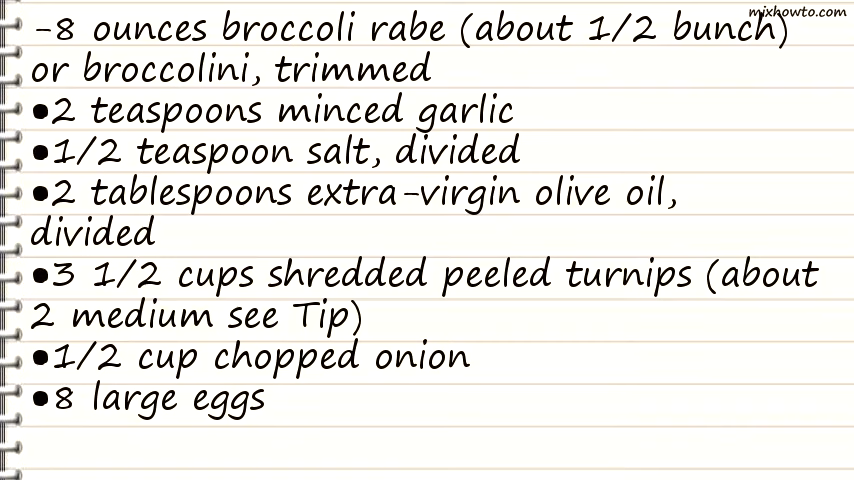 mixhowto.com
-8 ounces broccoli rabe (about 1/2 bunch)
or broccolini, trimmed
•2 teaspoons minced garlic
•1/2 teaspoon salt, divided
•2 tablespoons extra-virgin olive oil,
divided
•3 1/2 cups shredded peeled turnips (about
2 medium see Tip)
•1/2 cup chopped onion
•8 large eggs